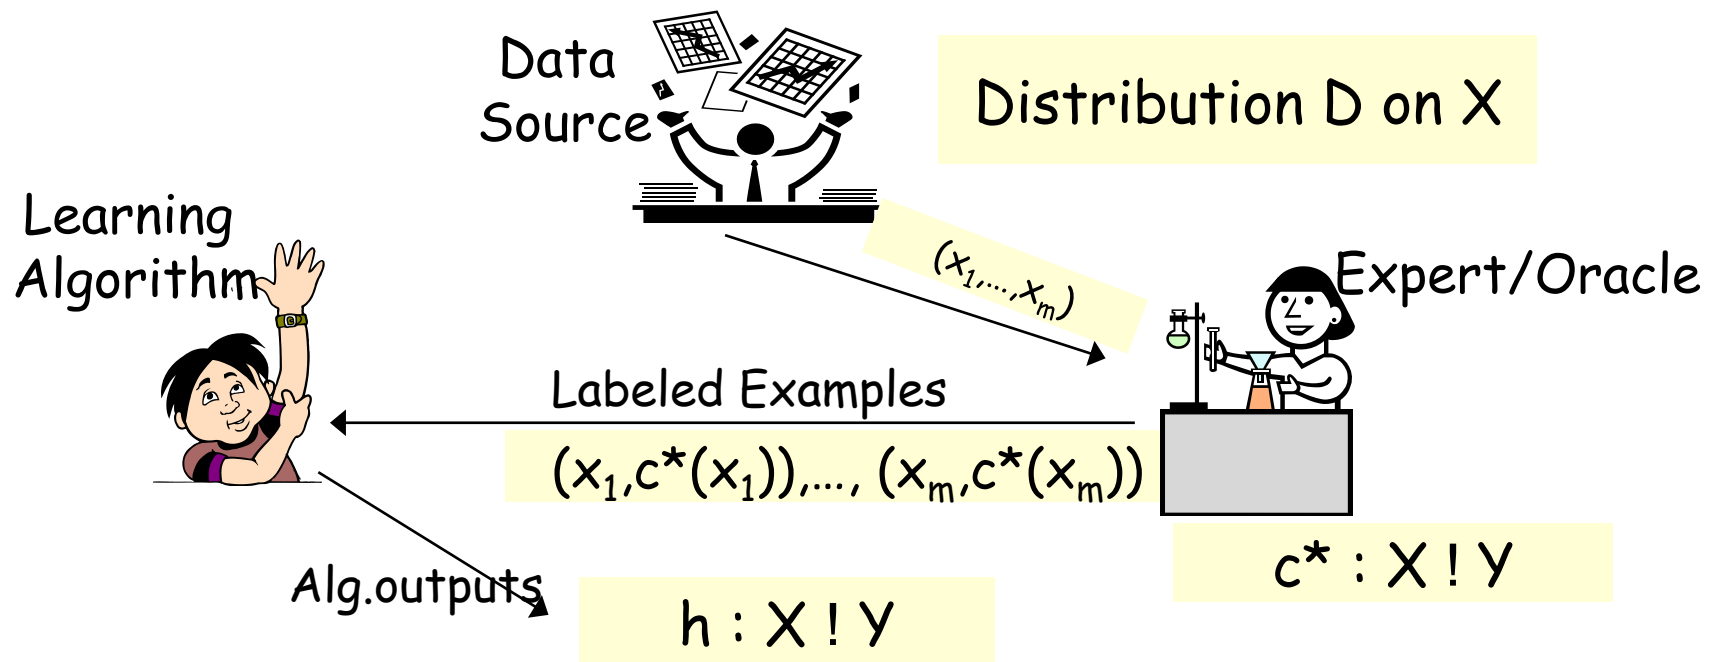 Data
Source
Distribution D on X
Learning
Algorithm
(x₁,...,xₘ)
Expert/Oracle
Labeled Examples
(x₁,c*(x₁)),..., (xₘ,c*(xₘ))
c* : X ! Y
Alg.outputs
h : X ! Y